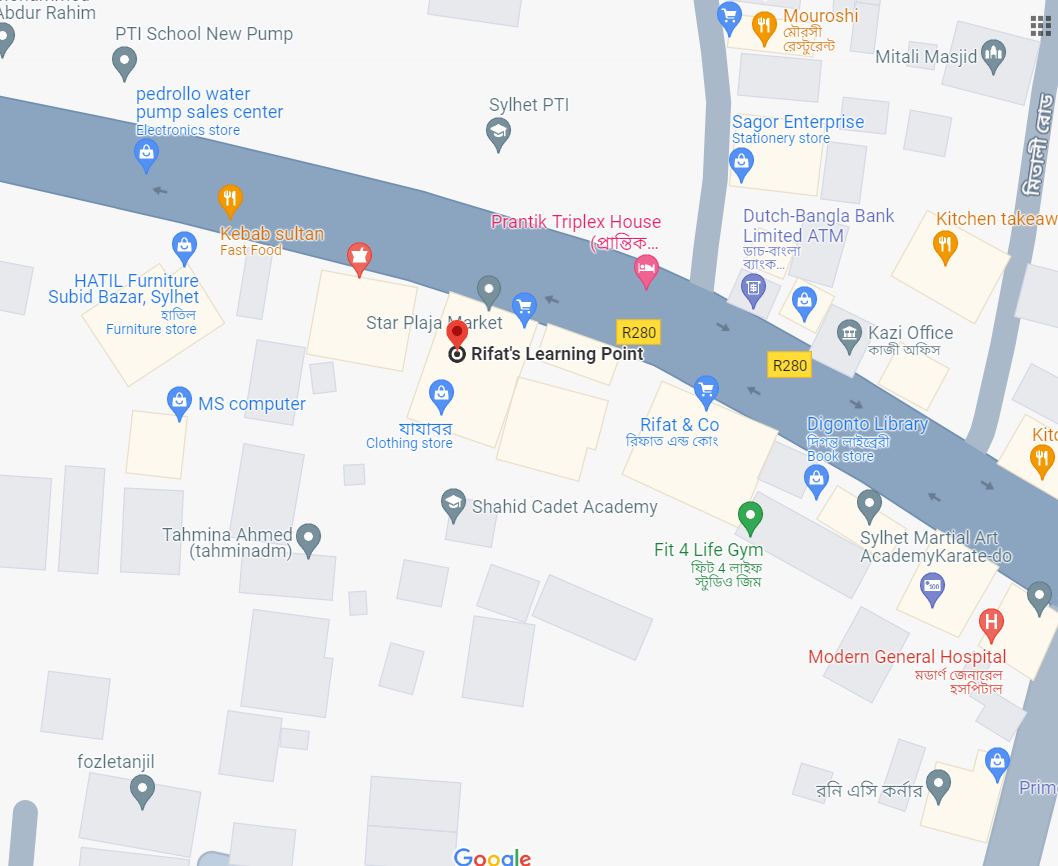 Abdur Rahim
PTI School New Pump
Mouroshi
মৌরসী
রেস্টুরেন্ট
Mitali Masjid
pedrollo water
pump sales center
Electronics store
Sylhet PTI
Sagor Enterprise
Stationery store
মিতালী রোড
Prantik Triplex House
(প্রান্তিক...
Dutch-Bangla Bank
Limited ATM
ডাচ-বাংলা
ব্যাংক...
Kitchen takeaw
Kebab sultan
Fast Food
HATIL Furniture
Subid Bazar, Sylhet
হাতিল
Furniture store
Star Plaja Market
R280
Kazi Office
কাজী অফিস
Rifat's Learning Point
R280
MS computer
যাযাবর
Clothing store
Rifat & Co
রিফাত এন্ড কোং
Digonto Library
দিগন্ত লাইব্রেরী
Book store
Kitc
Shahid Cadet Academy
Tahmina Ahmed
(tahminadm)
Fit 4 Life Gym
ফিট 4 লাইফ
স্টুডিও জিম
Sylhet Martial Art
AcademyKarate-do
Modern General Hospital
মডার্ণ জেনারেল
হসপিটাল
fozletanjil
রনি এসি কর্নার
Prim
Google